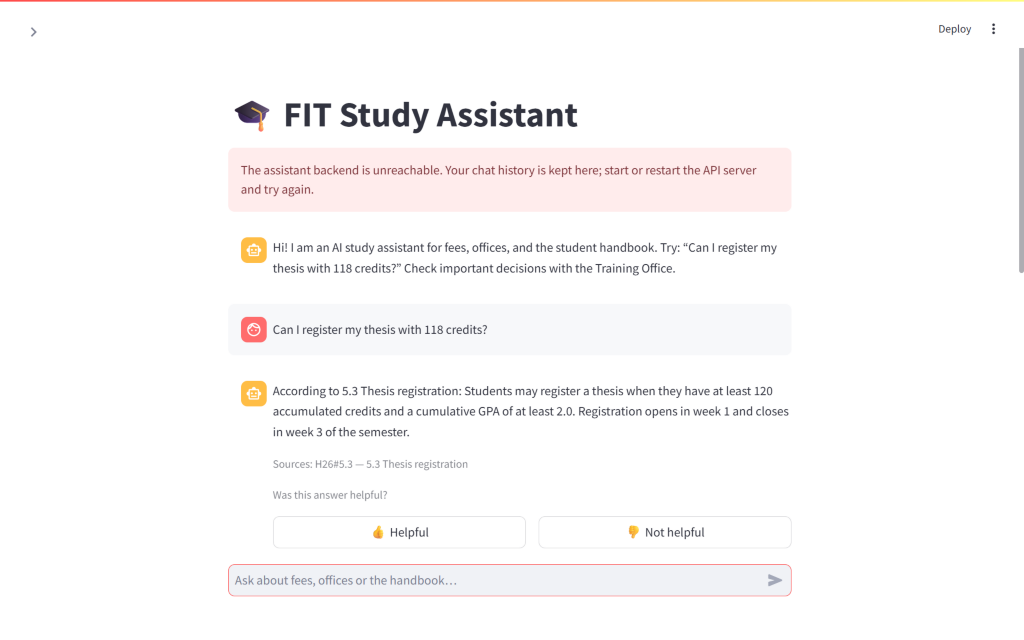 Deploy
FIT Study Assistant
The assistant backend is unreachable. Your chat history is kept here; start or restart the API server
and try again.
Hi! I am an AI study assistant for fees, offices, and the student handbook. Try: “Can I register my
thesis with 118 credits?” Check important decisions with the Training Office.
Can I register my thesis with 118 credits?
According to 5.3 Thesis registration: Students may register a thesis when they have at least 120
accumulated credits and a cumulative GPA of at least 2.0. Registration opens in week 1 and closes
in week 3 of the semester.
Sources: H26#5.3 — 5.3 Thesis registration
Was this answer helpful?
👍 Helpful
👎 Not helpful
Ask about fees, offices or the handbook…